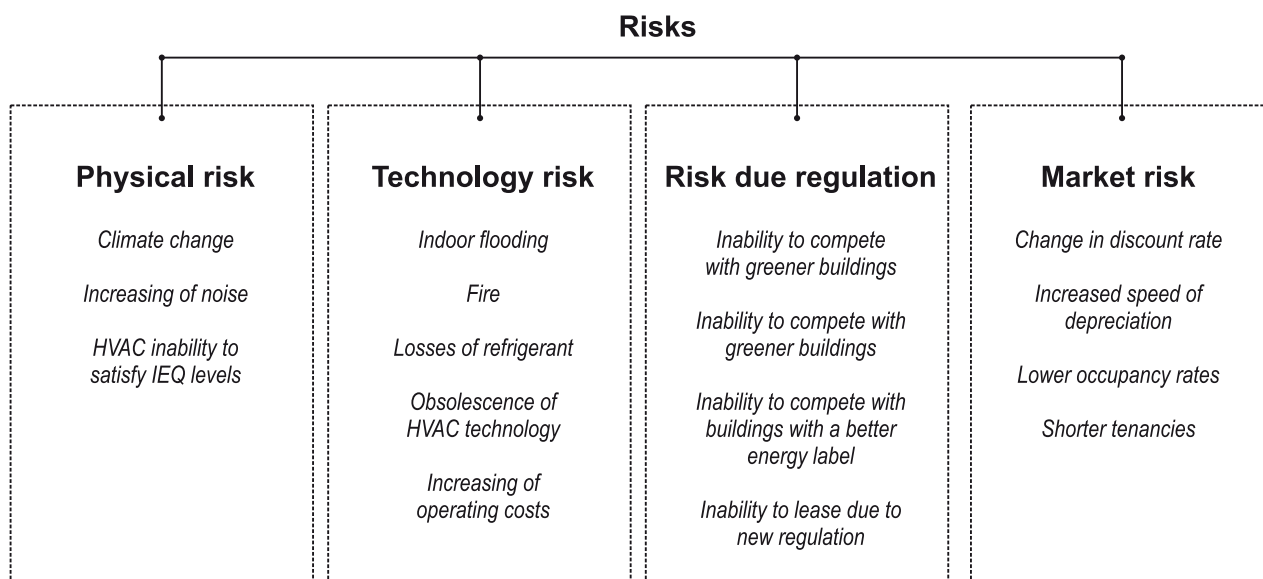 Risks
Physical risk
Climate change
Increasing of noise
HVAC inability to
satisfy IEQ levels
Technology risk
Indoor flooding
Fire
Losses of refrigerant
Obsolescence of
HVAC technology
Increasing of
operating costs
Risk due regulation
Inability to compete
with greener buildings
Inability to compete with
greener buildings
Inability to compete with
buildings with a better
energy label
Inability to lease due to
new regulation
Market risk
Change in discount rate
Increased speed of
depreciation
Lower occupancy rates
Shorter tenancies